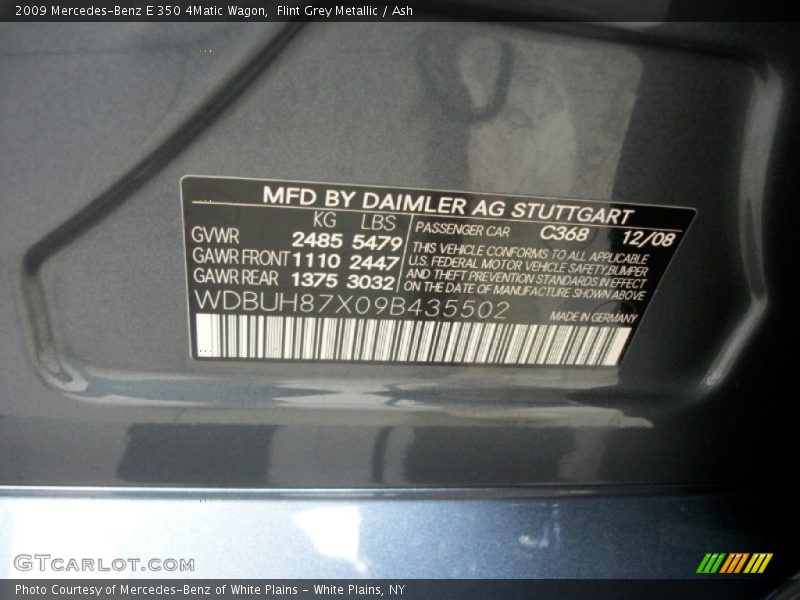 2009 Mercedes-Benz E 350 4Matic Wagon,  Flint Grey Metallic / Ash
MFD BY DAIMLER AG STUTTGART
KG LBS
GVWR 2485 5479
GAWR FRONT 1110 2447
GAWR REAR 1375 3032
PASSENGER CAR C368 12/08
THIS VEHICLE CONFORMS TO ALL APPLICABLE
U.S. FEDERAL MOTOR VEHICLE SAFETY,BUMPER
AND THEFT PREVENTION STANDARDS IN EFFECT
ON THE DATE OF MANUFACTURE SHOWN ABOVE
WDBUH87X09B435502
MADE IN GERMANY
GTCARLOT.COM
Photo Courtesy of Mercedes-Benz of White Plains - White Plains, NY